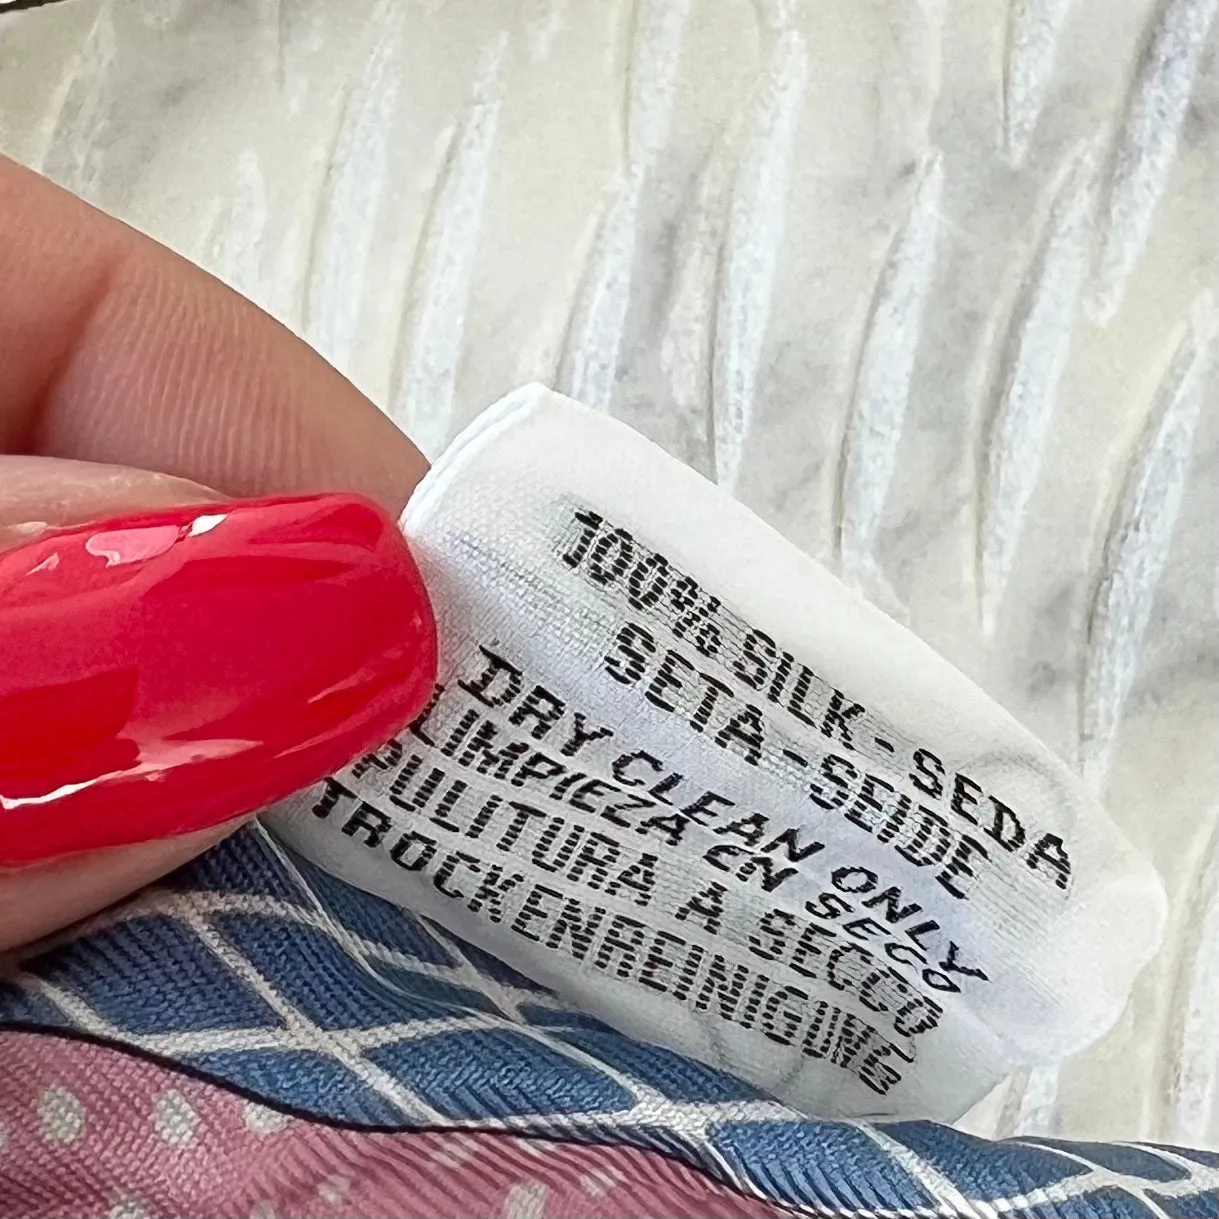 100% SILK - SEDA
SETA - SEIDE
DRY CLEAN ONLY
LIMPIEZA EN SECO
PULITURA A SECCO
TROCKENREINIGUNG